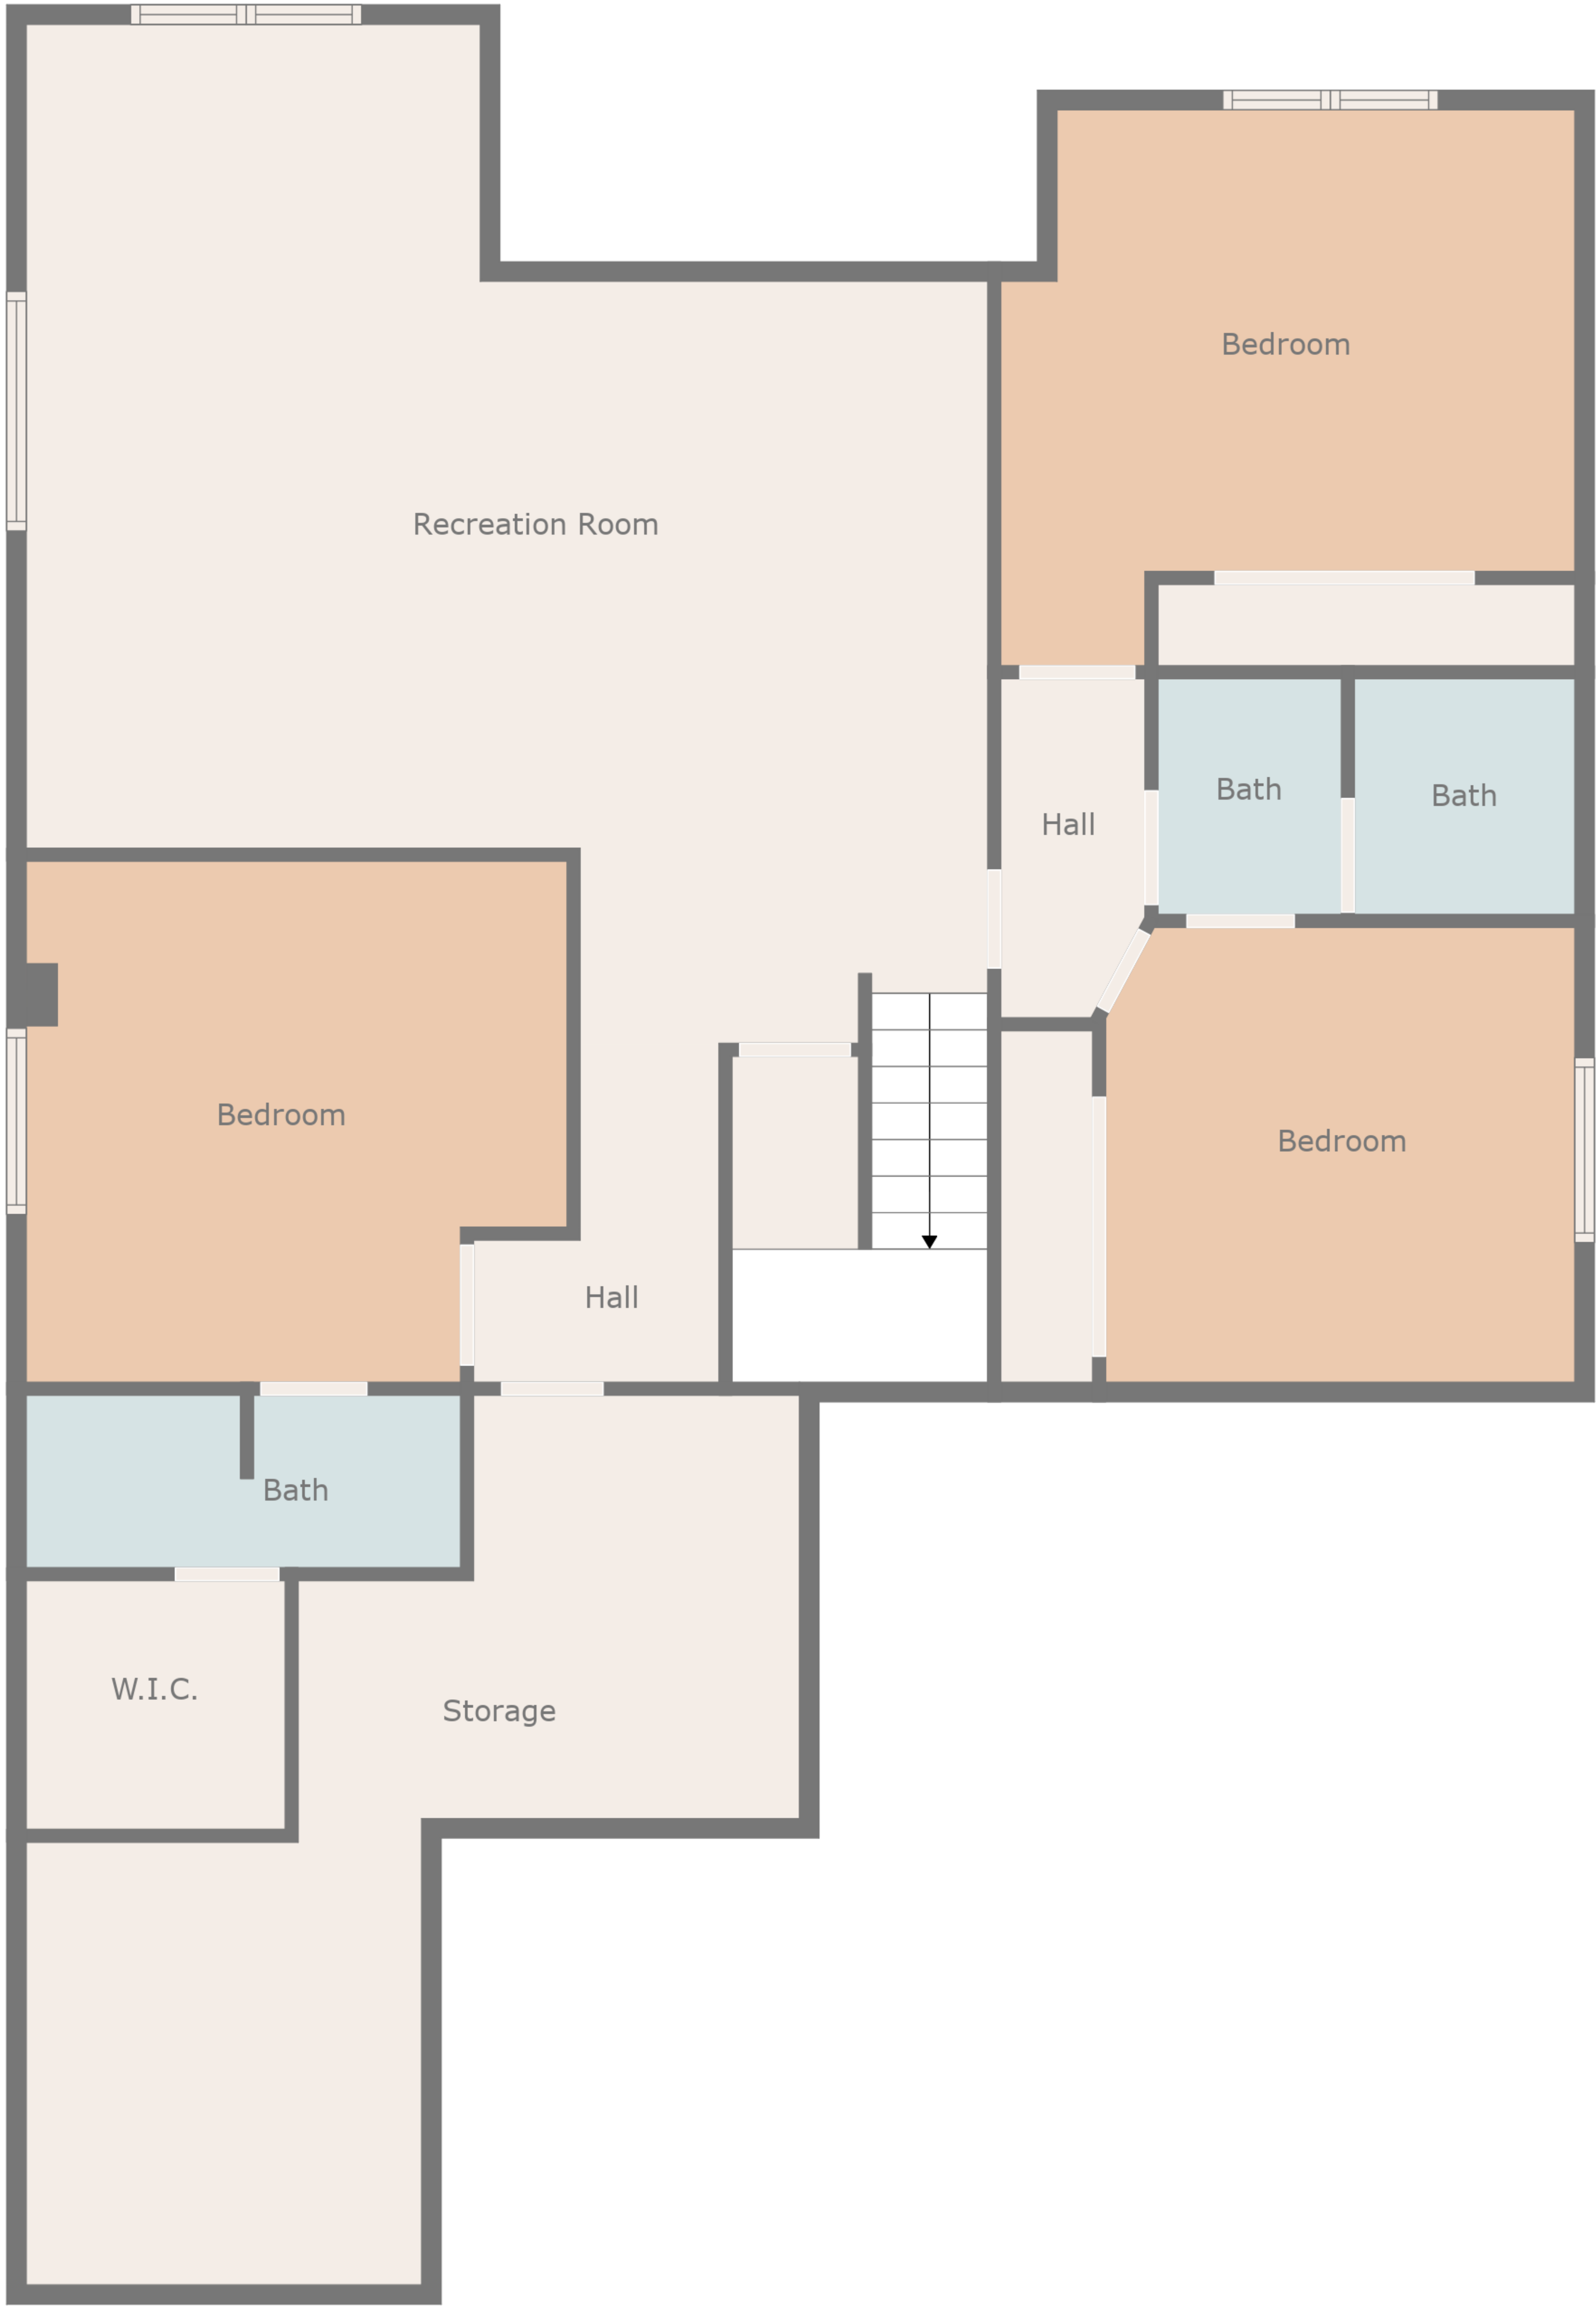 Bedroom
Recreation Room
Bath
Bath
Hall
Bedroom
Bedroom
Hall
Bath
W.I.C.
Storage